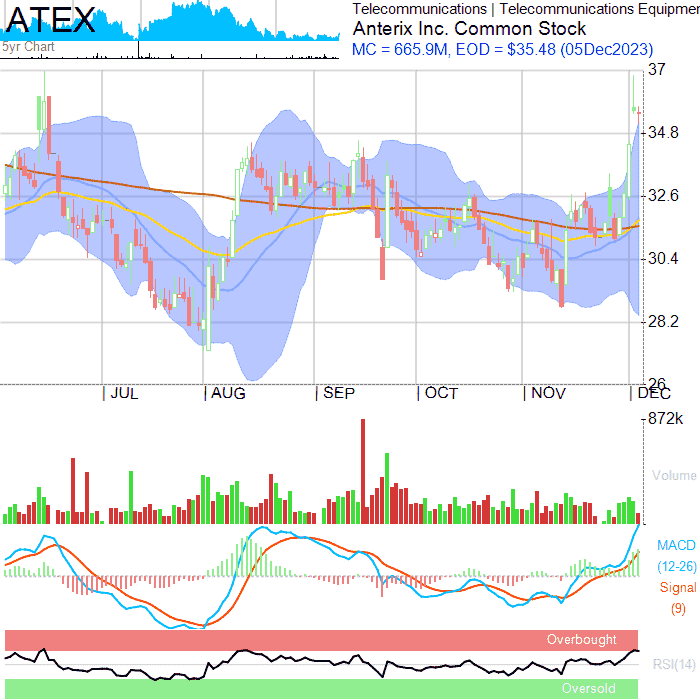 ATEX
5yr Chart
Telecommunications | Telecommunications Equipmen
Anterix Inc. Common Stock
MC = 665.9M, EOD = $35.48 (05Dec2023)
37
34.8
32.6
30.4
28.2
26
| JUL | AUG | SEP | OCT | NOV | DEC
872k
Volume
MACD
(12-26)
Signal
(9)
Overbought
RSI(14)
Oversold